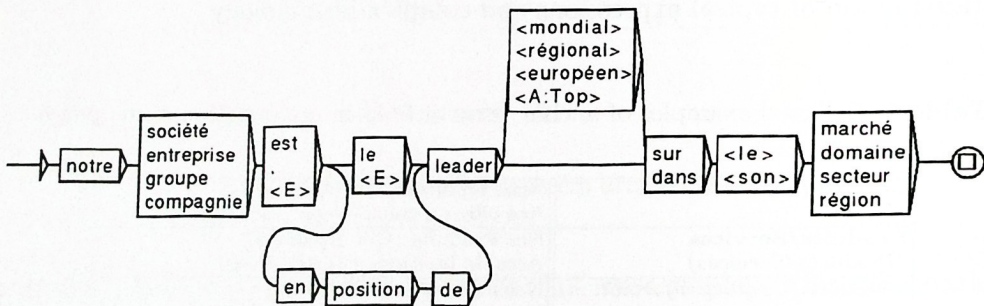 <mondial>
<régional>
<européen>
<A:Top>
notre
société
entreprise
groupe
compagnie
est
.
<E>
le
<E>
leader
sur
dans
<le>
<son>
marché
domaine
secteur
région
en
position
de